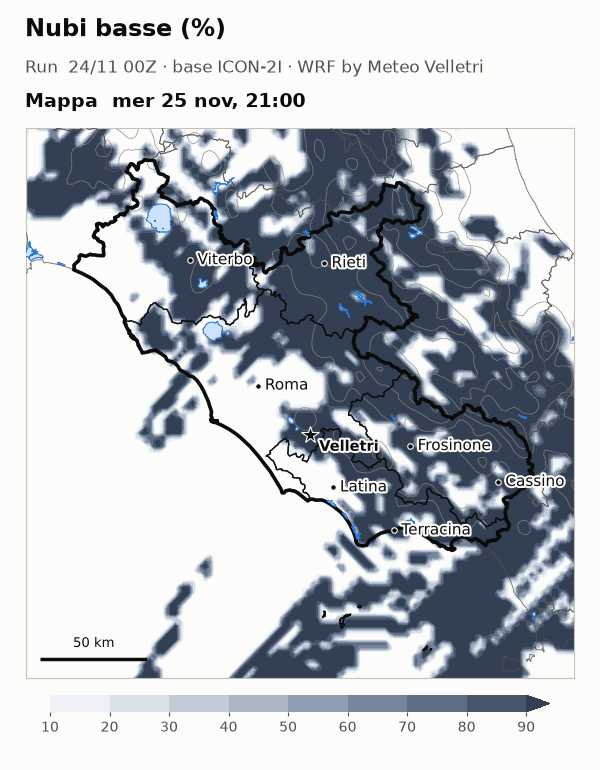 Nubi basse (%)
Run  24/11 00Z · base ICON-2I · WRF by Meteo Velletri
Mappa  mer 25 nov, 21:00
Viterbo
Rieti
Roma
Velletri
Frosinone
Cassino
Latina
Terracina
50 km
10 20 30 40 50 60 70 80 90